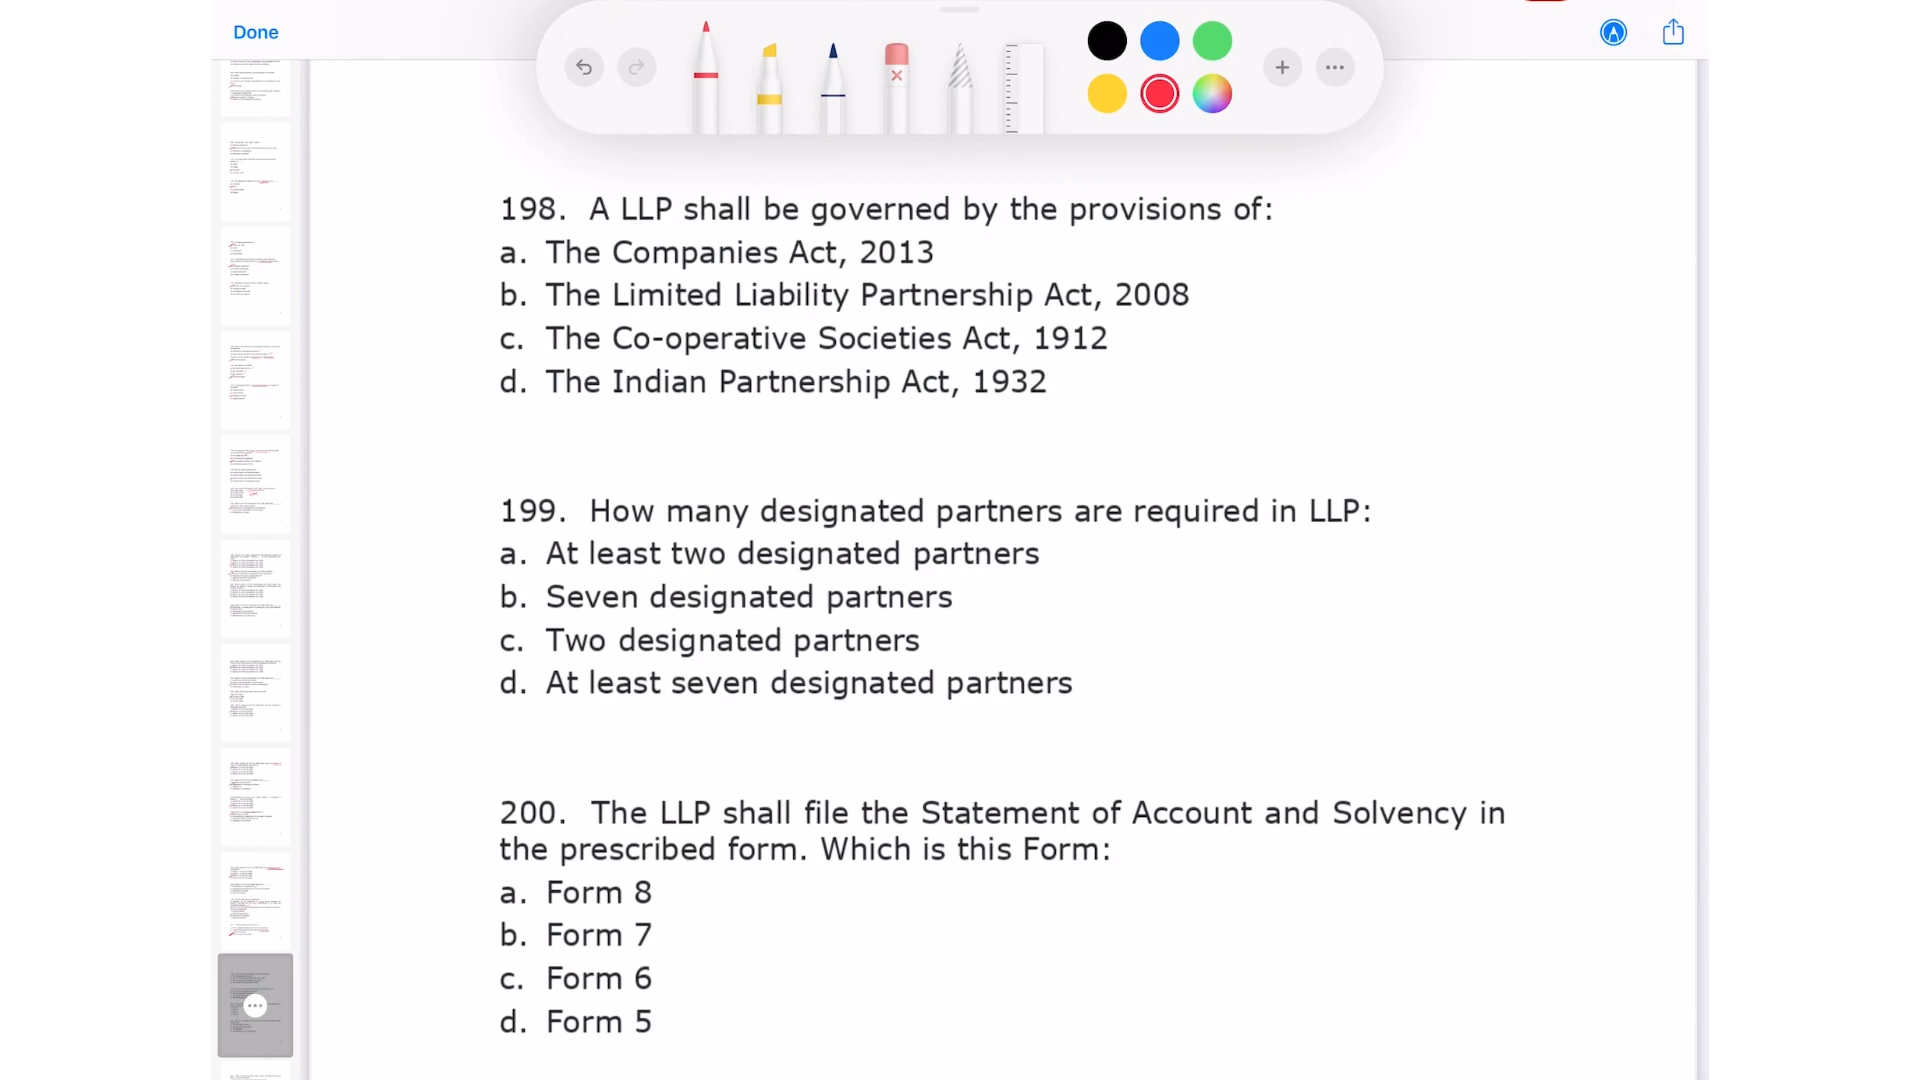 Done
198. A LLP shall be governed by the provisions of:
a. The Companies Act, 2013
b. The Limited Liability Partnership Act, 2008
c. The Co-operative Societies Act, 1912
d. The Indian Partnership Act, 1932
199. How many designated partners are required in LLP:
a. At least two designated partners
b. Seven designated partners
c. Two designated partners
d. At least seven designated partners
200. The LLP shall file the Statement of Account and Solvency in
the prescribed form. Which is this Form:
a. Form 8
b. Form 7
c. Form 6
d. Form 5